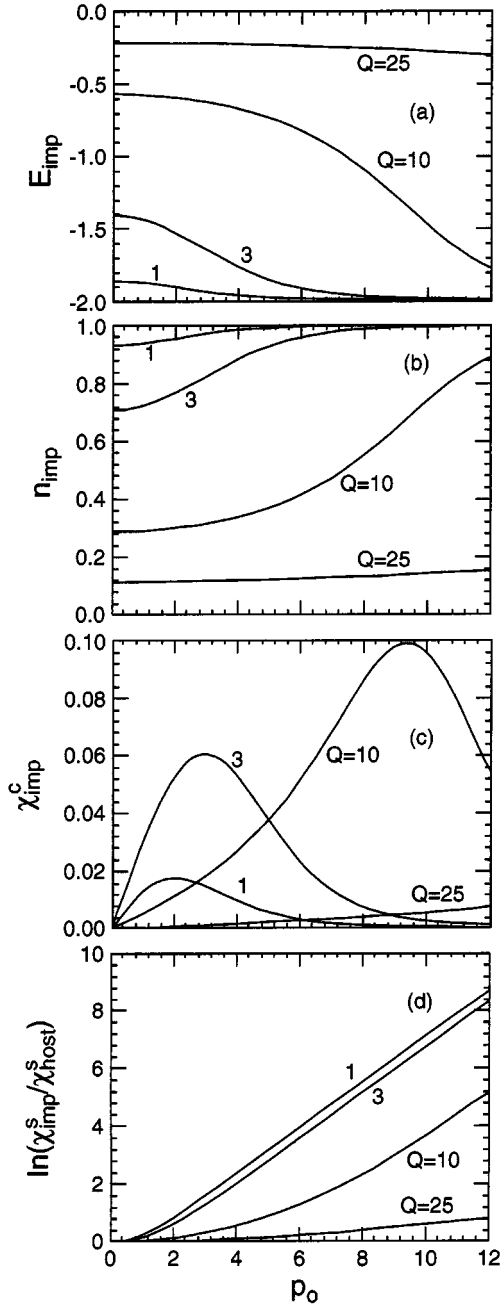 0.0
Q=25
-0.5
(a)
E_imp
-1.0
Q=10
-1.5
3
1
-2.0
1.0
1
(b)
0.8
3
n_imp
0.6
0.4
Q=10
0.2
Q=25
0.0
0.10
0.08
3
(c)
Q=10
χ^c_imp
0.06
0.04
0.02
1
Q=25
0.00
10
(d)
8
1
ln(χ^s_imp/χ^s_host)
6
3
4
Q=10
2
Q=25
0
0 2 4 6 8 10 12
p_o